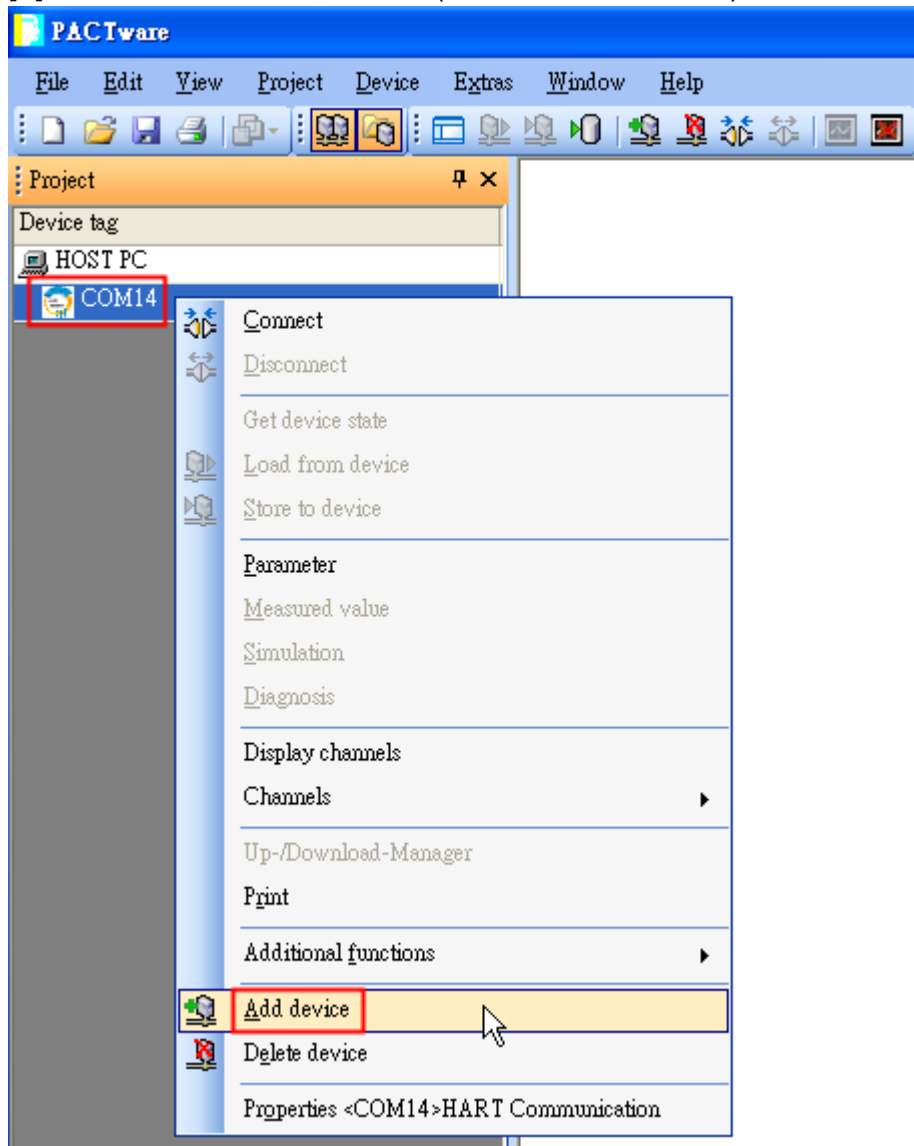 PACTware
File Edit View Project Device Extras Window Help
Project
Device tag
HOST PC
COM14
Connect
Disconnect
Get device state
Load from device
Store to device
Parameter
Measured value
Simulation
Diagnosis
Display channels
Channels
Up-/Download-Manager
Print
Additional functions
Add device
Delete device
Properties <COM14>HART Communication